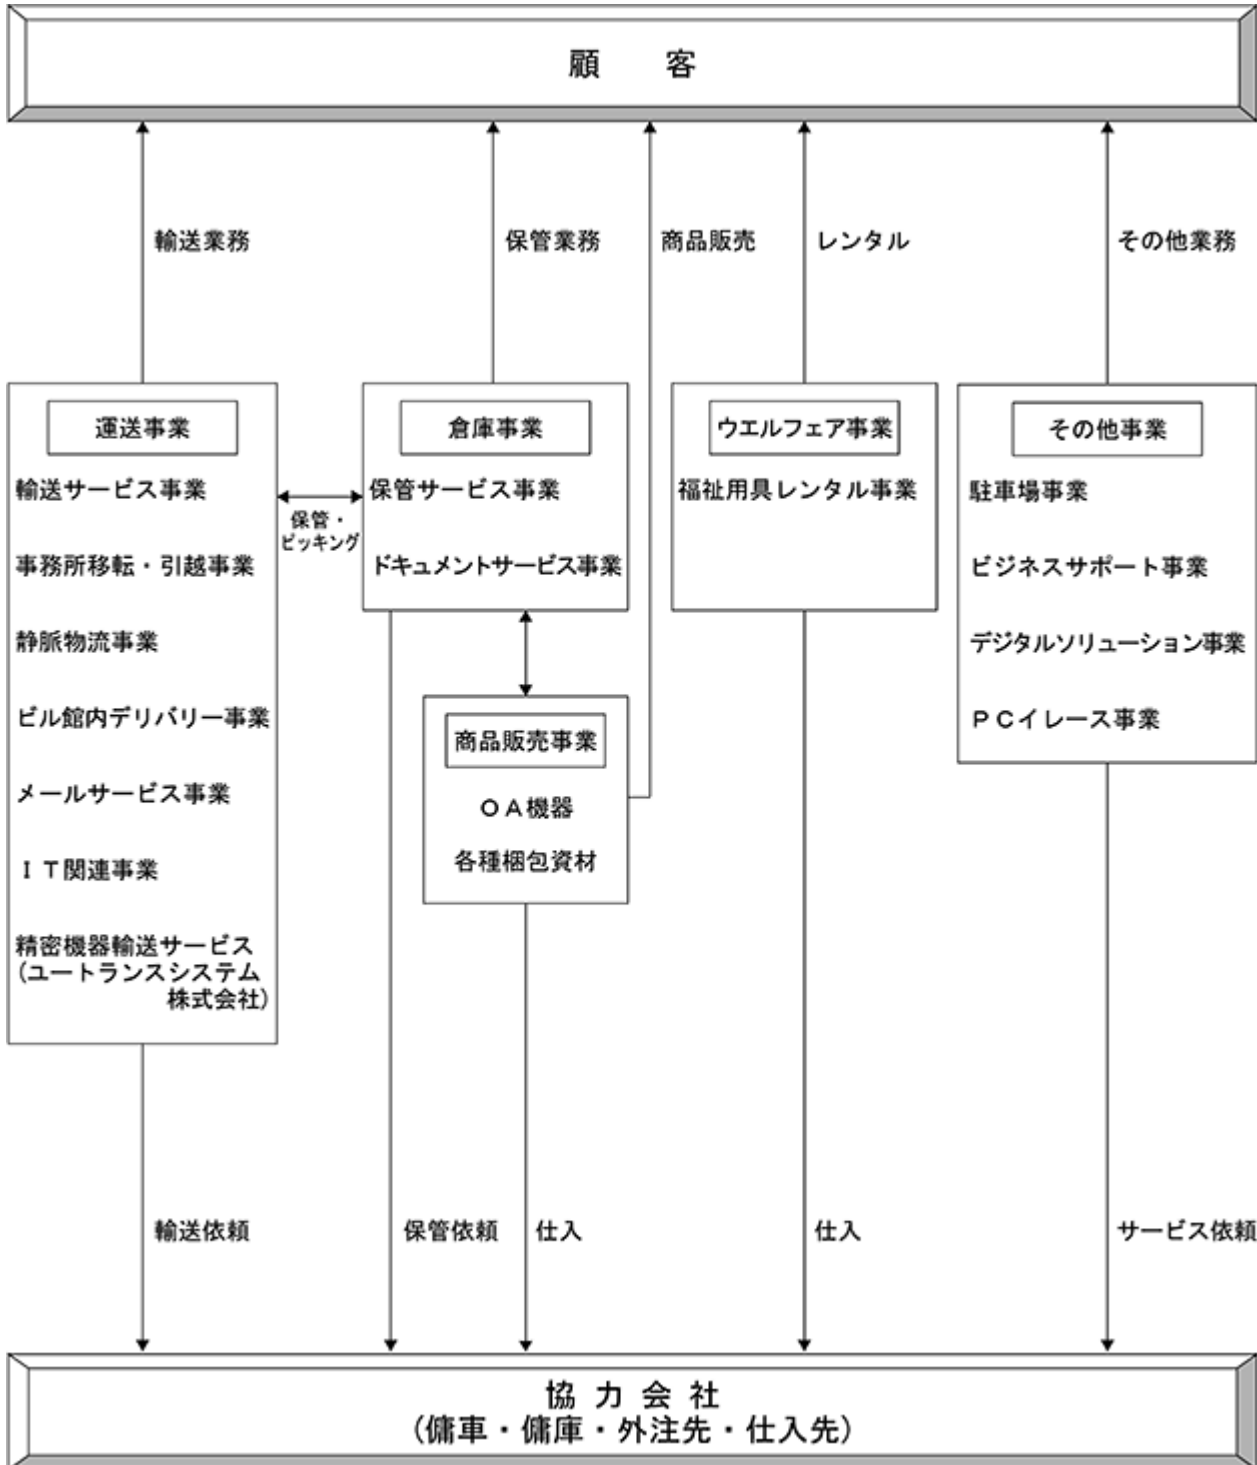 顧　客
輸送業務
保管業務
商品販売
レンタル
その他業務
運送事業
輸送サービス事業
事務所移転・引越事業
静脈物流事業
ビル館内デリバリー事業
メールサービス事業
ＩＴ関連事業
精密機器輸送サービス
(ユートランスシステム
株式会社)
保管・
ピッキング
倉庫事業
保管サービス事業
ドキュメントサービス事業
商品販売事業
ＯＡ機器
各種梱包資材
ウエルフェア事業
福祉用具レンタル事業
その他事業
駐車場事業
ビジネスサポート事業
デジタルソリューション事業
ＰＣイレース事業
輸送依頼
保管依頼
仕入
仕入
サービス依頼
協力会社
(傭車・傭庫・外注先・仕入先)